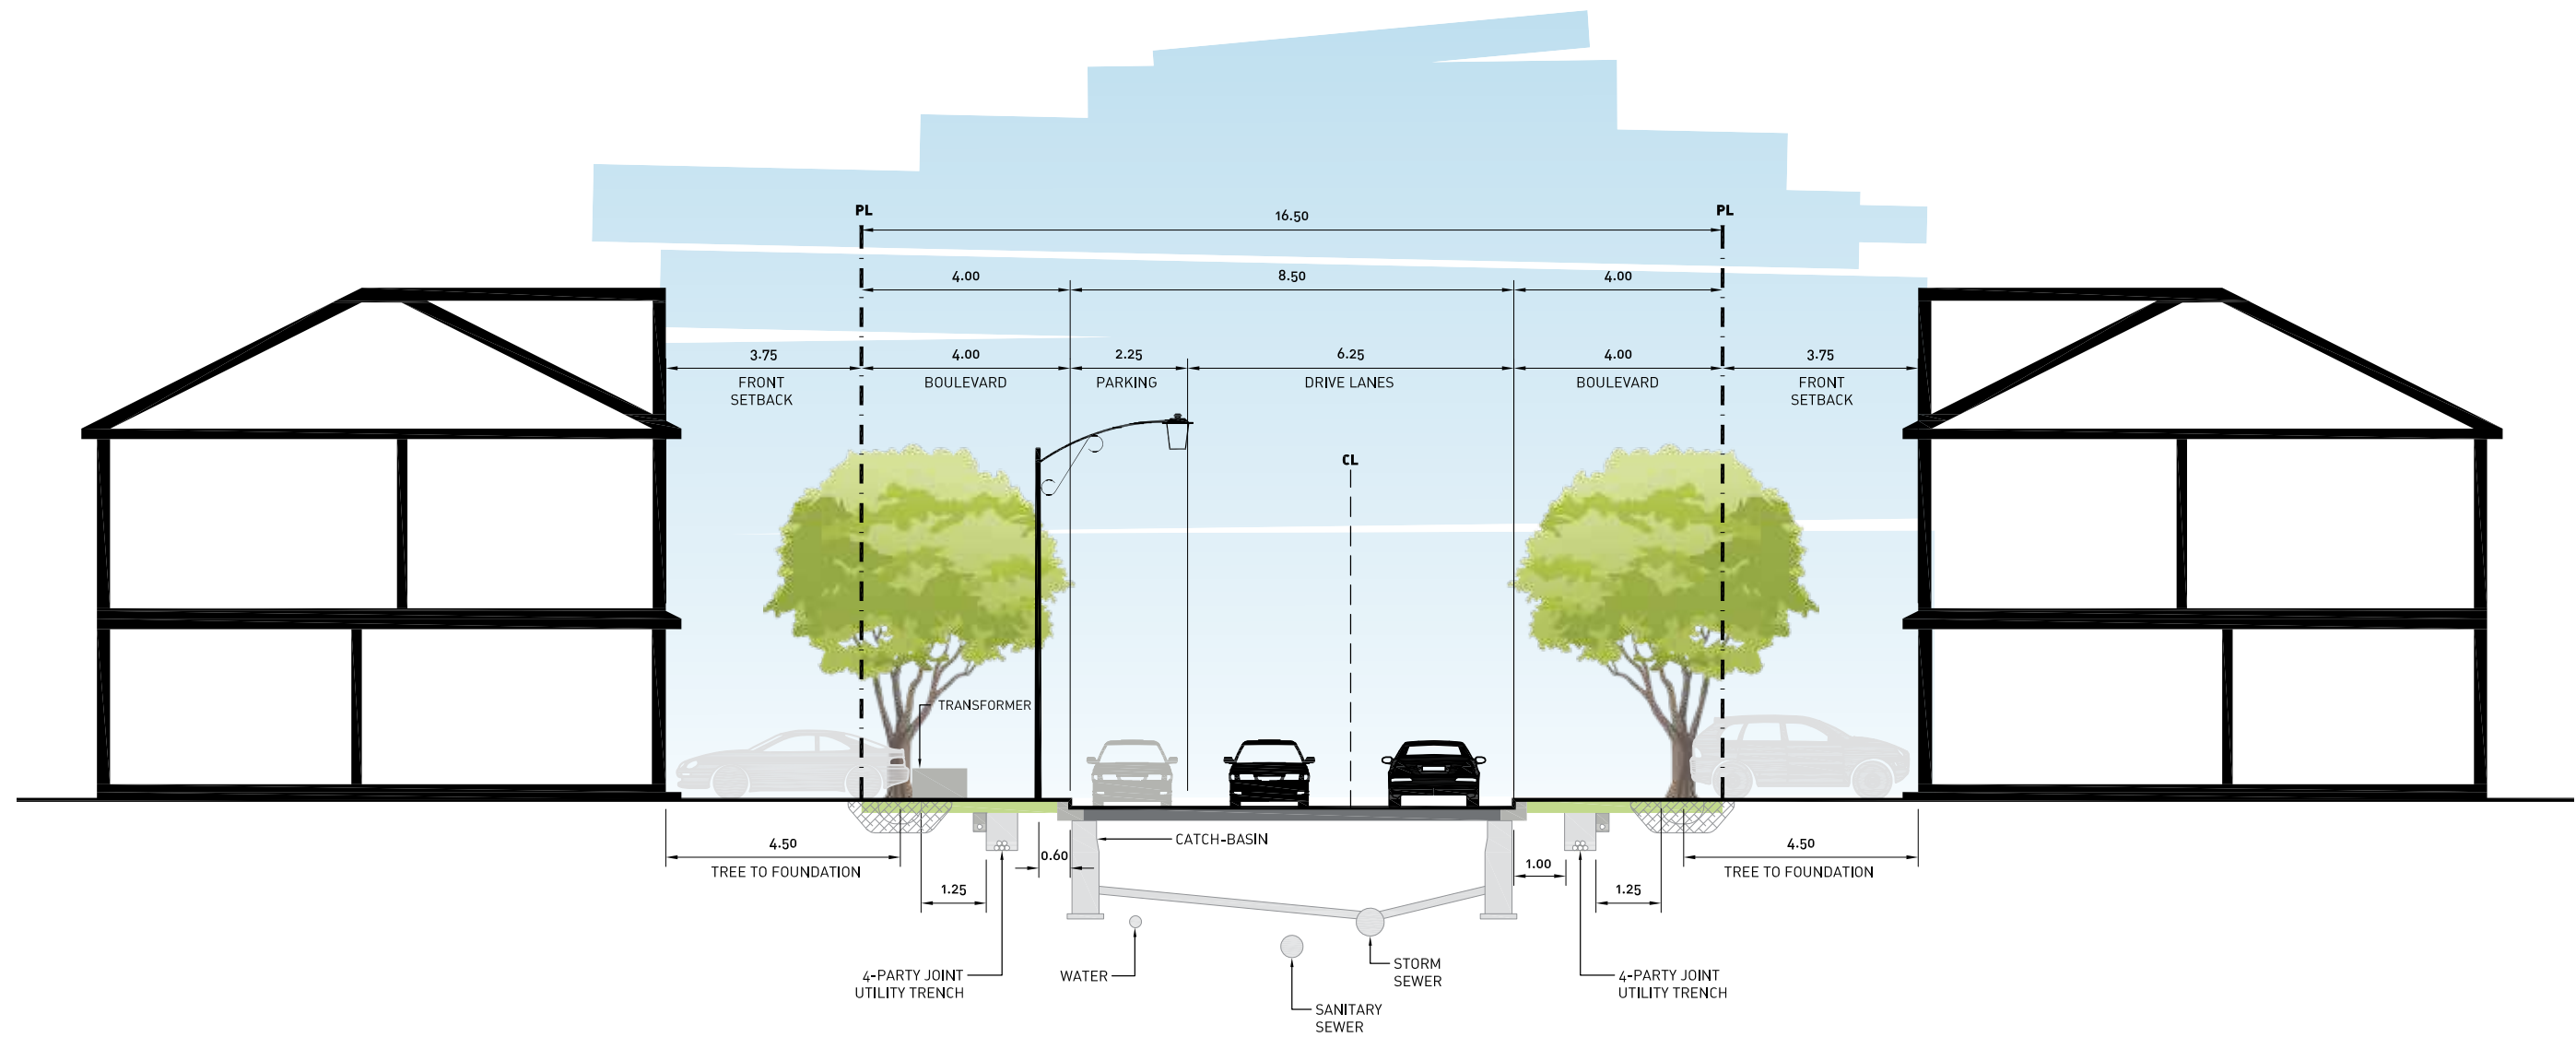 PL
16.50
PL
4.00
8.50
4.00
3.75
4.00
2.25
6.25
4.00
3.75
FRONT
SETBACK
BOULEVARD
PARKING
DRIVE LANES
BOULEVARD
FRONT
SETBACK
CL
TRANSFORMER
4.50
TREE TO FOUNDATION
1.25
0.60
CATCH-BASIN
1.00
1.25
4.50
TREE TO FOUNDATION
4-PARTY JOINT
UTILITY TRENCH
WATER
SANITARY
SEWER
STORM
SEWER
4-PARTY JOINT
UTILITY TRENCH